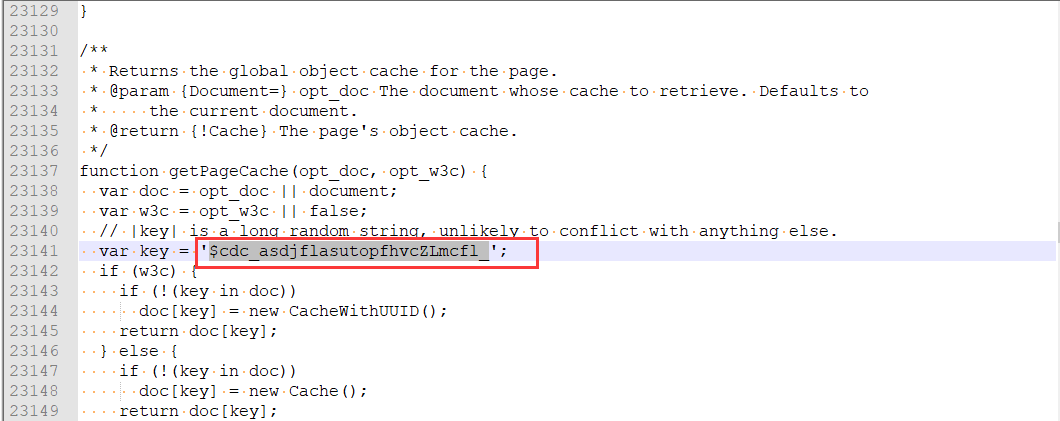 23129 }
23130
23131 /**
23132  * Returns the global object cache for the page.
23133  * @param {Document=} opt_doc The document whose cache to retrieve. Defaults to
23134  *     the current document.
23135  * @return {!Cache} The page's object cache.
23136  */
23137 function getPageCache(opt_doc, opt_w3c) {
23138   var doc = opt_doc || document;
23139   var w3c = opt_w3c || false;
23140   // |key| is a long random string, unlikely to conflict with anything else.
23141   var key = '$cdc_asdjflasutopfhvcZLmcfl_';
23142   if (w3c) {
23143     if (!(key in doc))
23144       doc[key] = new CacheWithUUID();
23145     return doc[key];
23146   } else {
23147     if (!(key in doc))
23148       doc[key] = new Cache();
23149     return doc[key];